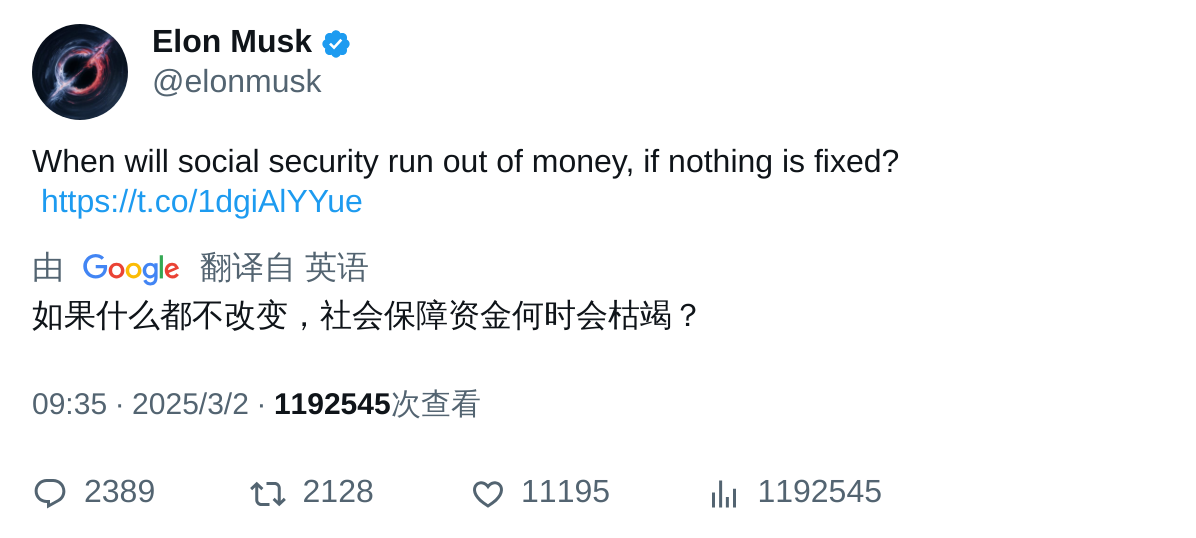 Elon Musk
@elonmusk
When will social security run out of money, if nothing is fixed?
https://t.co/1dgiAlYYue
由 Google 翻译自 英语
如果什么都不改变，社会保障资金何时会枯竭？
09:35 · 2025/3/2 · 1192545次查看
2389 2128 11195 1192545